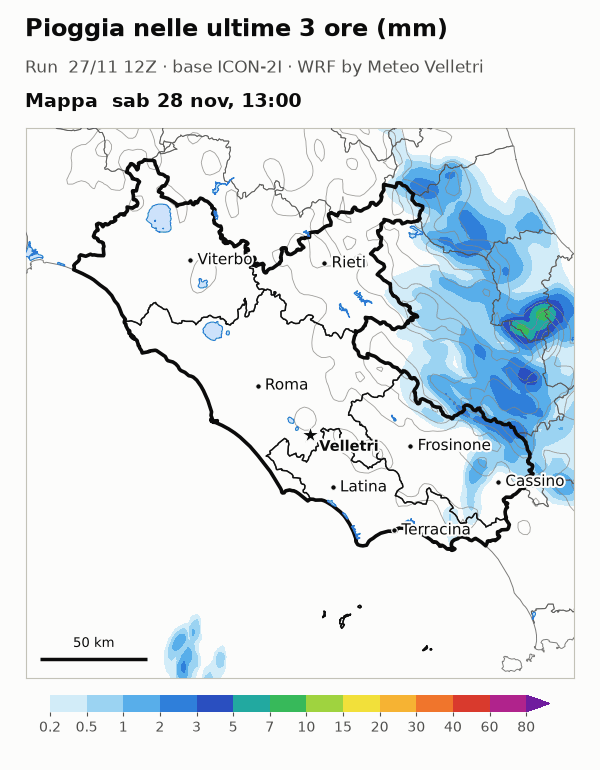 Pioggia nelle ultime 3 ore (mm)
Run  27/11 12Z · base ICON-2I · WRF by Meteo Velletri
Mappa  sab 28 nov, 13:00
Viterbo
Rieti
Roma
Velletri
Frosinone
Latina
Cassino
Terracina
50 km
0.2 0.5 1 2 3 5 7 10 15 20 30 40 60 80